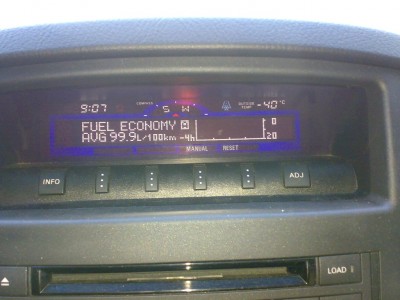 9:07 COMPASS S W OUTSIDE TEMP -40°C
FUEL ECONOMY A 0
AVG 99.9L/100km -4h 20
MANUAL RESET
INFO ADJ
LOAD